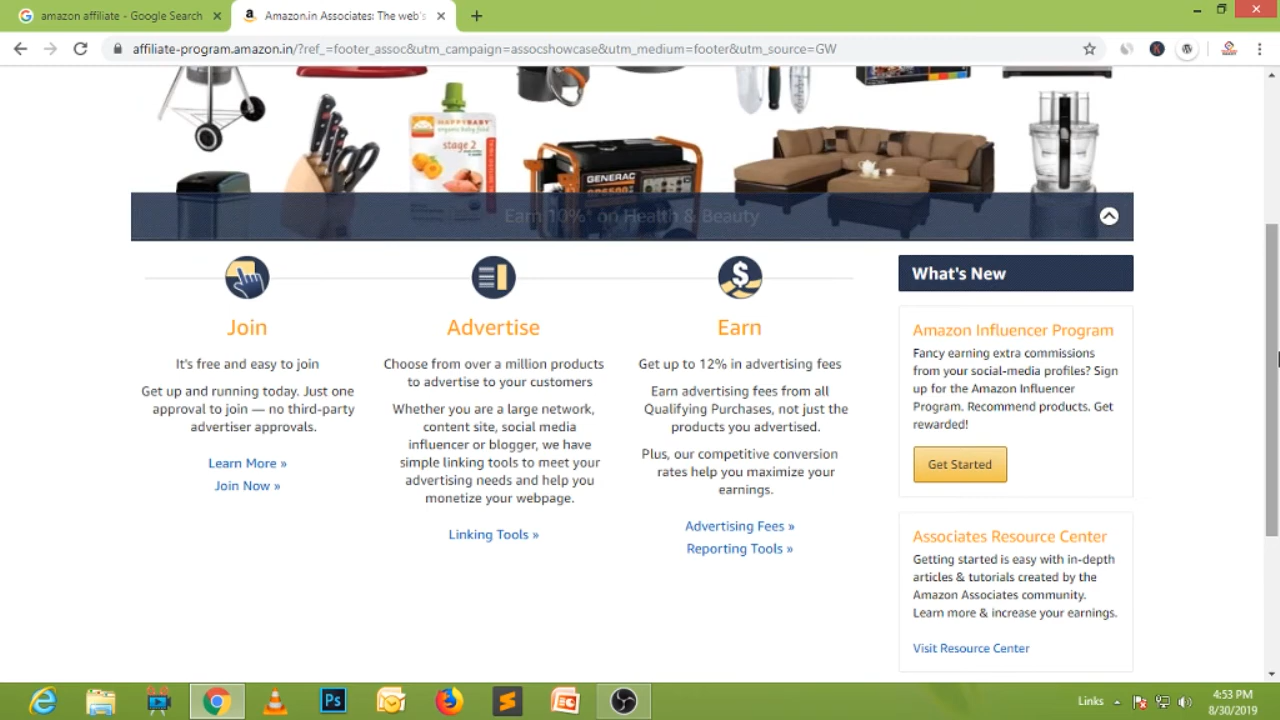 amazon affiliate - Google Search
Amazon.in Associates: The web's
affiliate-program.amazon.in/?ref_=footer_assoc&utm_campaign=assocshowcase&utm_medium=footer&utm_source=GW
HAPPYBABY
organic baby food
stage 2
GENERAC
Earn 10%* on Health & Beauty
Join
It's free and easy to join
Get up and running today. Just one
approval to join — no third-party
advertiser approvals.
Learn More »
Join Now »
Advertise
Choose from over a million products
to advertise to your customers
Whether you are a large network,
content site, social media
influencer or blogger, we have
simple linking tools to meet your
advertising needs and help you
monetize your webpage.
Linking Tools »
Earn
Get up to 12% in advertising fees
Earn advertising fees from all
Qualifying Purchases, not just the
products you advertised.
Plus, our competitive conversion
rates help you maximize your
earnings.
Advertising Fees »
Reporting Tools »
What's New
Amazon Influencer Program
Fancy earning extra commissions
from your social-media profiles? Sign
up for the Amazon Influencer
Program. Recommend products. Get
rewarded!
Get Started
Associates Resource Center
Getting started is easy with in-depth
articles & tutorials created by the
Amazon Associates community.
Learn more & increase your earnings.
Visit Resource Center
Ps
Links
4:53 PM
8/30/2019